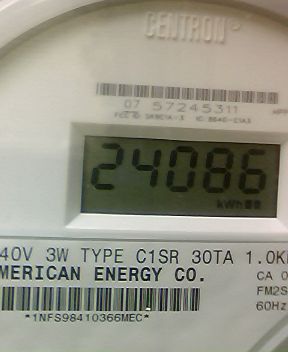 CENTRON®
07 57245311
24086
kWh
40V 3W TYPE C1SR 30TA 1.0K
MERICAN ENERGY CO.
CA 0
FM2S
60Hz
*1NFS98410366MEC*